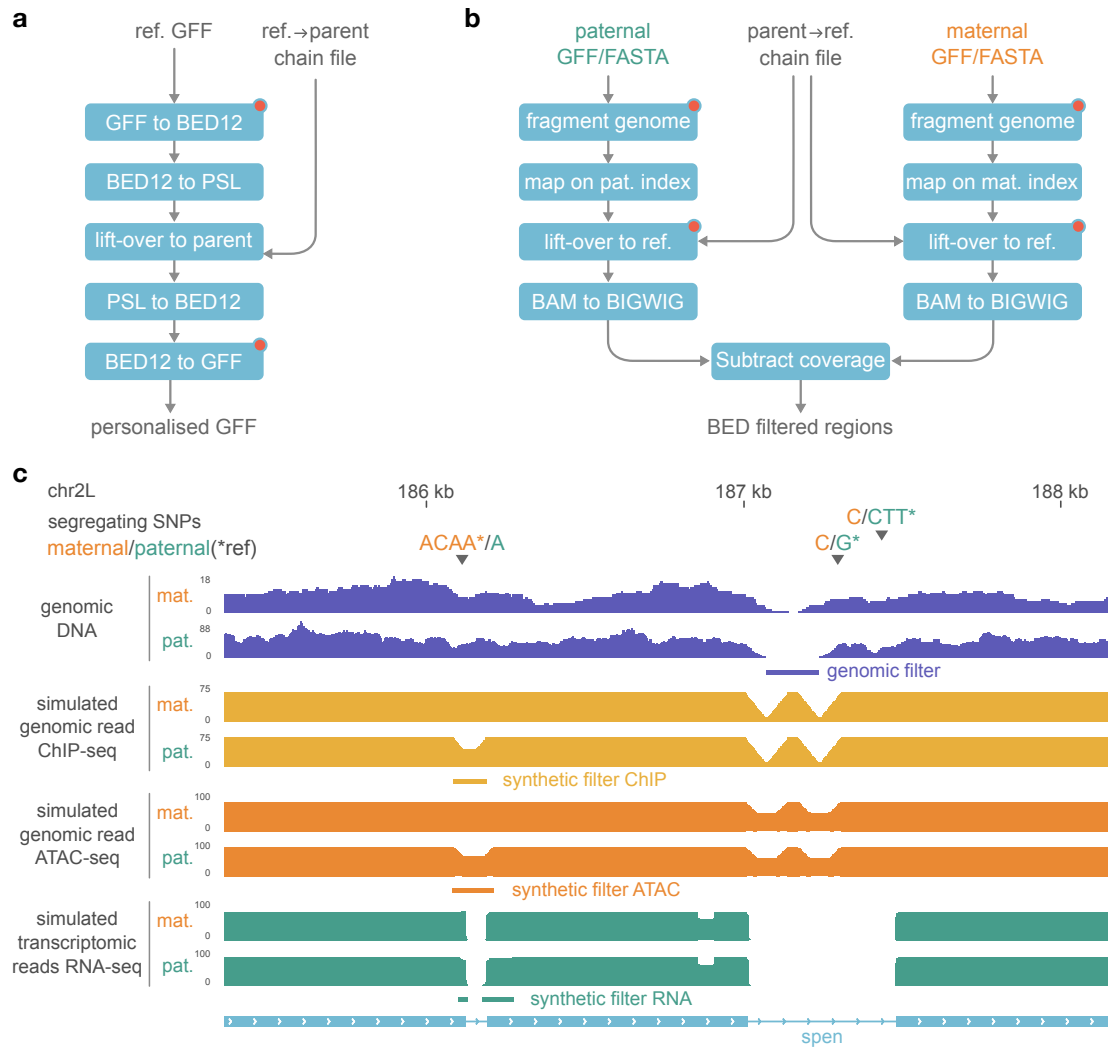 a
ref. GFF
ref.→parent
chain file
GFF to BED12
BED12 to PSL
lift-over to parent
PSL to BED12
BED12 to GFF
personalised GFF
b
paternal
GFF/FASTA
parent→ref.
chain file
maternal
GFF/FASTA
fragment genome
fragment genome
map on pat. index
map on mat. index
lift-over to ref.
lift-over to ref.
BAM to BIGWIG
BAM to BIGWIG
Subtract coverage
BED filtered regions
c
chr2L
186 kb
187 kb
188 kb
segregating SNPs
maternal/paternal(*ref)
ACAA*/A
C/CTT*
C/G*
genomic
DNA
mat.
18
0
pat.
88
0
genomic filter
simulated
genomic read
ChIP-seq
mat.
75
0
pat.
75
0
synthetic filter ChIP
simulated
genomic read
ATAC-seq
mat.
100
0
pat.
100
0
synthetic filter ATAC
simulated
transcriptomic
reads RNA-seq
mat.
100
0
pat.
100
0
synthetic filter RNA
spen